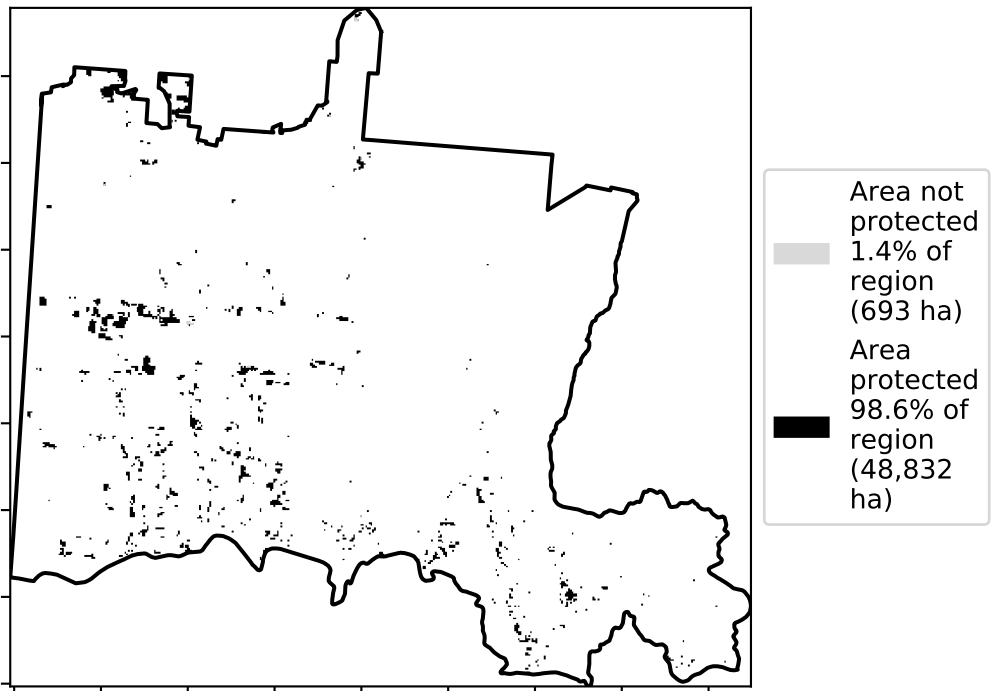 Area not
protected
1.4% of
region
(693 ha)
Area
protected
98.6% of
region
(48,832
ha)